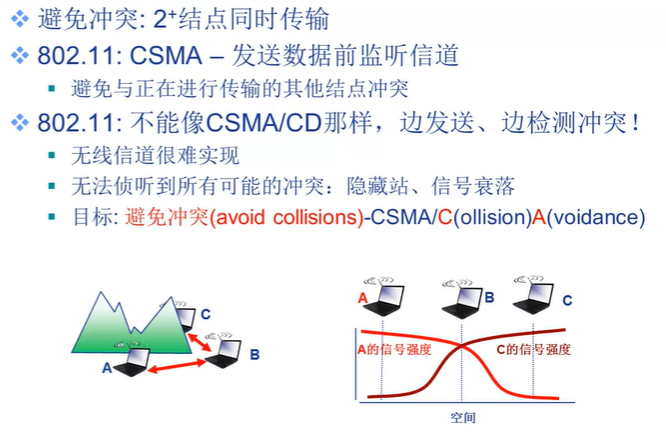 避免冲突: 2⁺结点同时传输
802.11: CSMA – 发送数据前监听信道
避免与正在进行传输的其他结点冲突
802.11: 不能像CSMA/CD那样，边发送、边检测冲突！
无线信道很难实现
无法侦听到所有可能的冲突：隐藏站、信号衰落
目标: 避免冲突(avoid collisions)-CSMA/C(ollision)A(voidance)
C
A
B
A
B
C
A的信号强度
C的信号强度
空间